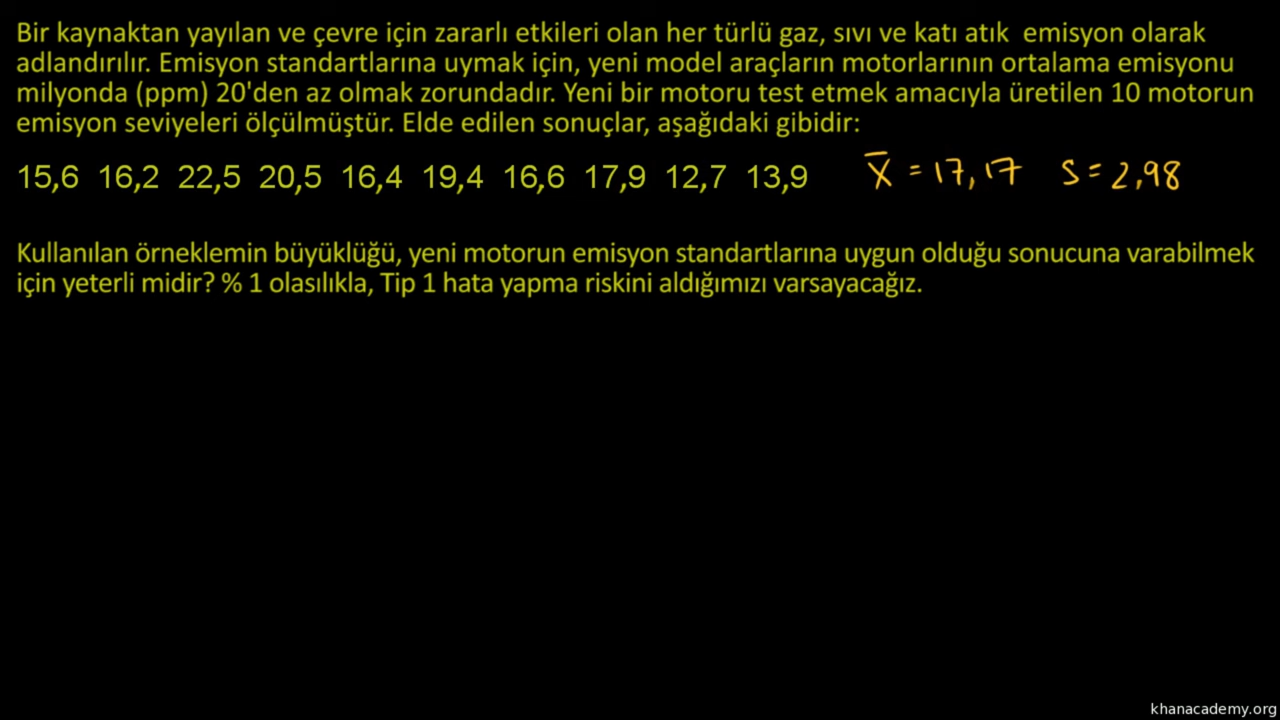 Bir kaynaktan yayılan ve çevre için zararlı etkileri olan her türlü gaz, sıvı ve katı atık emisyon olarak
adlandırılır. Emisyon standartlarına uymak için, yeni model araçların motorlarının ortalama emisyonu
milyonda (ppm) 20'den az olmak zorundadır. Yeni bir motoru test etmek amacıyla üretilen 10 motorun
emisyon seviyeleri ölçülmüştür. Elde edilen sonuçlar, aşağıdaki gibidir:
15,6 16,2 22,5 20,5 16,4 19,4 16,6 17,9 12,7 13,9 x̄ = 17,17 S = 2,98
Kullanılan örneklemin büyüklüğü, yeni motorun emisyon standartlarına uygun olduğu sonucuna varabilmek
için yeterli midir? % 1 olasılıkla, Tip 1 hata yapma riskini aldığımızı varsayacağız.
khanacademy.org